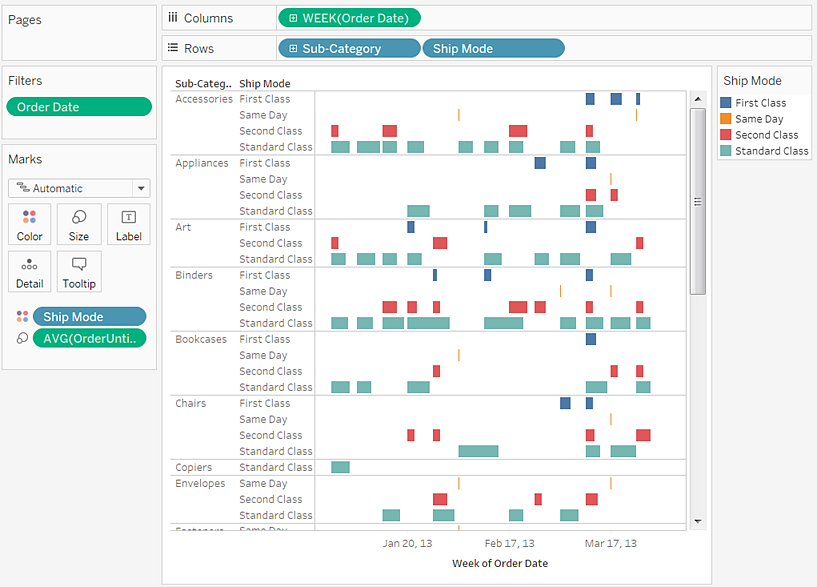 Pages
Columns
WEEK(Order Date)
Rows
Sub-Category
Ship Mode
Filters
Order Date
Marks
Automatic
Color
Size
Label
Detail
Tooltip
Ship Mode
AVG(OrderUnti..
Sub-Categ.. Ship Mode
Accessories First Class
Same Day
Second Class
Standard Class
Appliances First Class
Same Day
Second Class
Standard Class
Art First Class
Second Class
Standard Class
Binders First Class
Same Day
Second Class
Standard Class
Bookcases First Class
Same Day
Second Class
Standard Class
Chairs First Class
Same Day
Second Class
Standard Class
Copiers Standard Class
Envelopes Same Day
Second Class
Standard Class
Fasteners Same Day
Jan 20, 13 Feb 17, 13 Mar 17, 13
Week of Order Date
Ship Mode
First Class
Same Day
Second Class
Standard Class